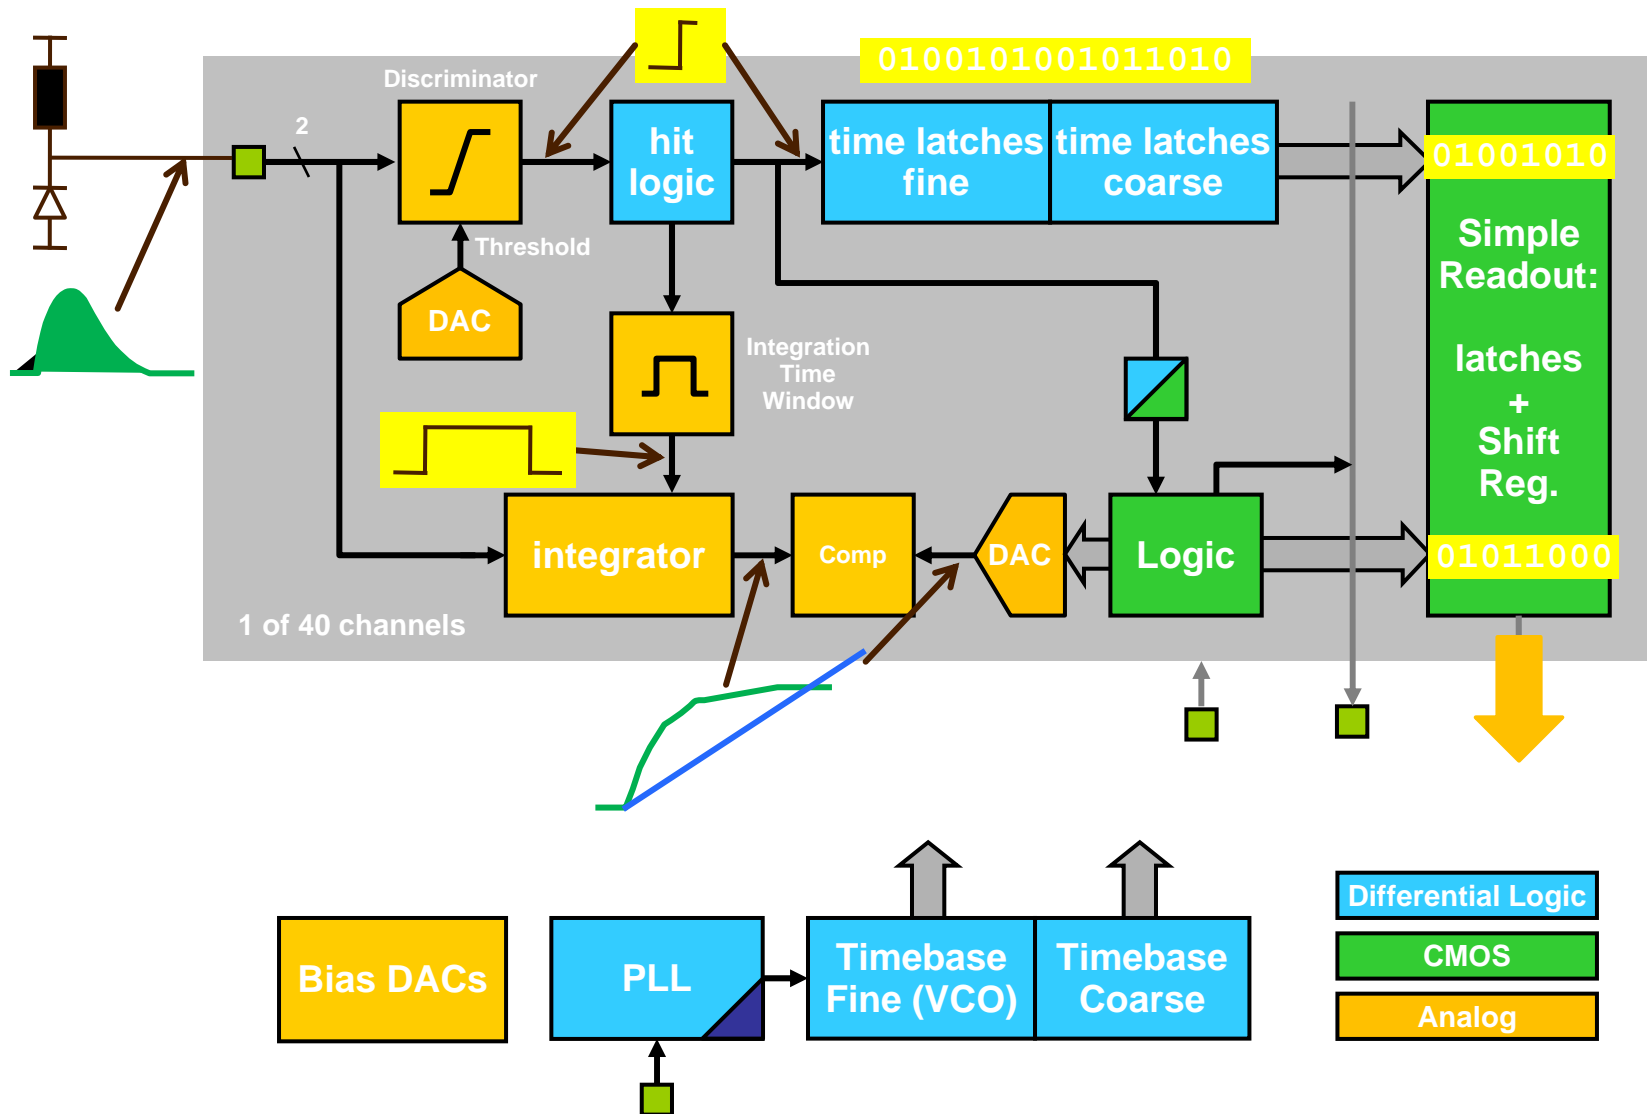 0100101001011010
Discriminator
2
hit
logic
time latches
fine
time latches
coarse
01001010
Threshold
DAC
Simple
Readout:
latches
+
Shift
Reg.
Integration
Time
Window
integrator
Comp
DAC
Logic
01011000
1 of 40 channels
Bias DACs
PLL
Timebase
Fine (VCO)
Timebase
Coarse
Differential Logic
CMOS
Analog